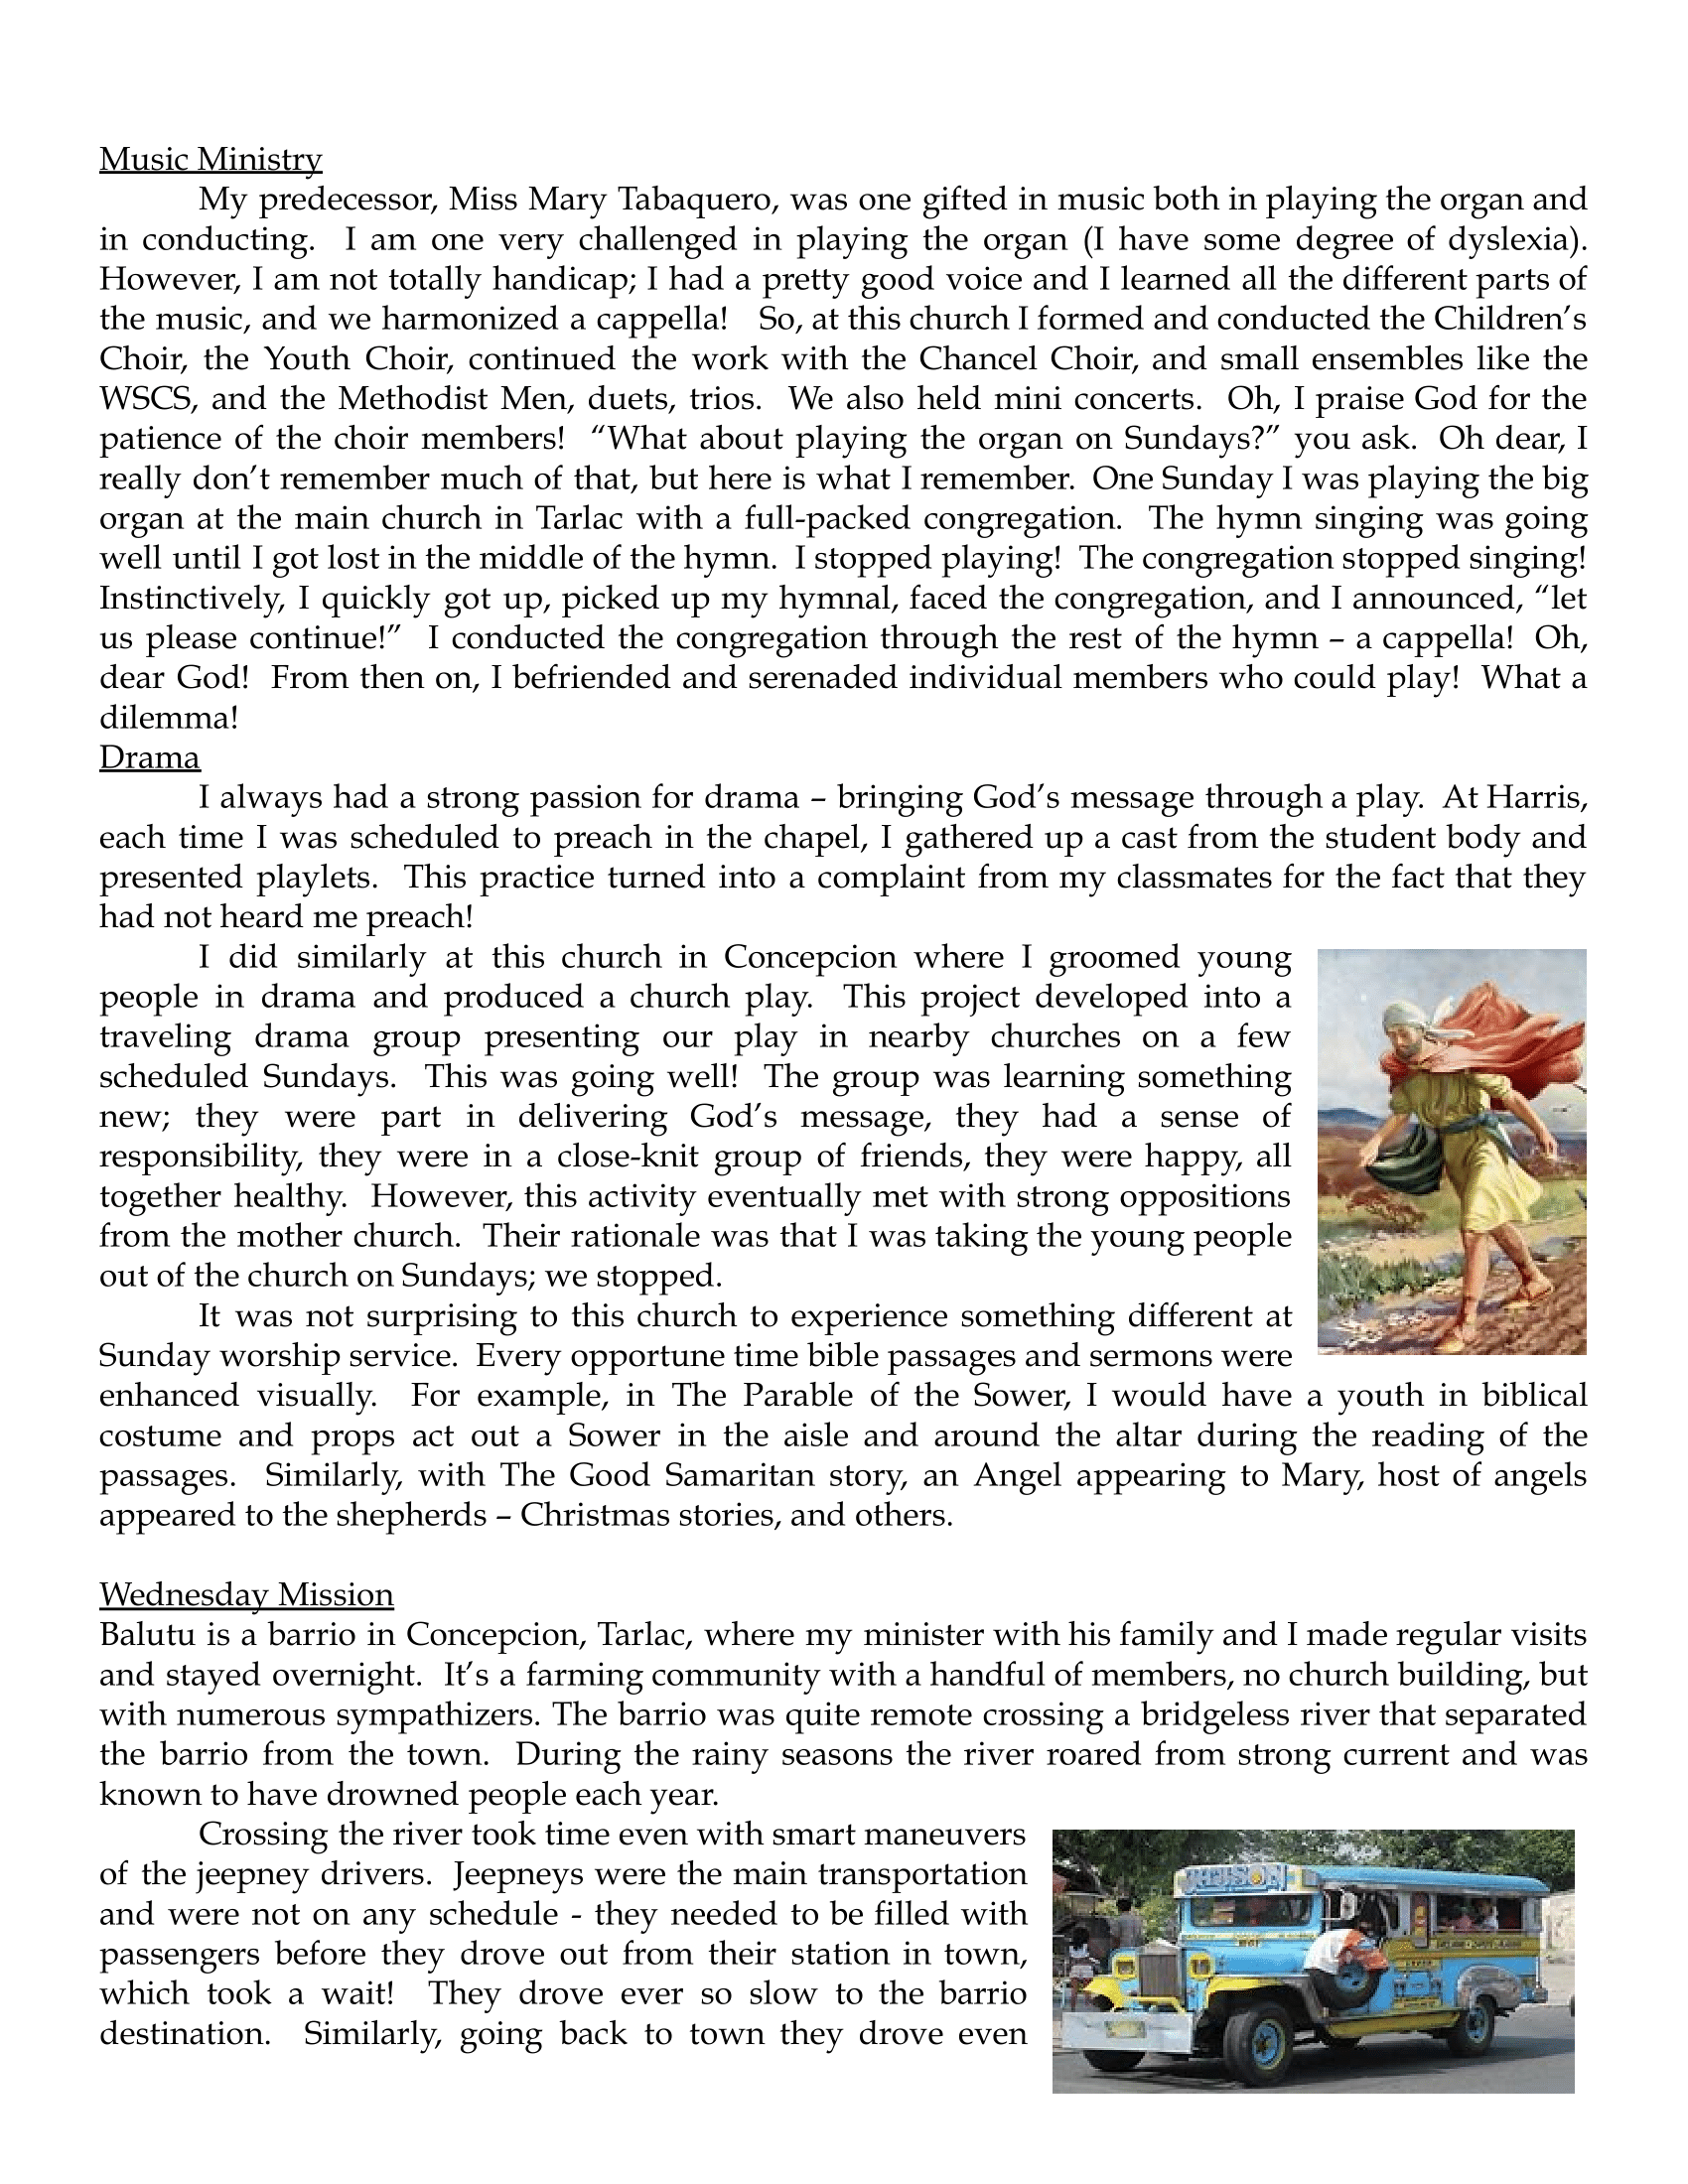 Music Ministry
My predecessor, Miss Mary Tabaquero, was one gifted in music both in playing the organ and
in conducting.  I am one very challenged in playing the organ (I have some degree of dyslexia).
However, I am not totally handicap; I had a pretty good voice and I learned all the different parts of
the music, and we harmonized a cappella!   So, at this church I formed and conducted the Children’s
Choir, the Youth Choir, continued the work with the Chancel Choir, and small ensembles like the
WSCS, and the Methodist Men, duets, trios.  We also held mini concerts.  Oh, I praise God for the
patience of the choir members!  “What about playing the organ on Sundays?” you ask.  Oh dear, I
really don’t remember much of that, but here is what I remember.  One Sunday I was playing the big
organ at the main church in Tarlac with a full-packed congregation.  The hymn singing was going
well until I got lost in the middle of the hymn.  I stopped playing!  The congregation stopped singing!
Instinctively, I quickly got up, picked up my hymnal, faced the congregation, and I announced, “let
us please continue!”  I conducted the congregation through the rest of the hymn – a cappella!  Oh,
dear God!  From then on, I befriended and serenaded individual members who could play!  What a
dilemma!
Drama
I always had a strong passion for drama – bringing God’s message through a play.  At Harris,
each time I was scheduled to preach in the chapel, I gathered up a cast from the student body and
presented playlets.  This practice turned into a complaint from my classmates for the fact that they
had not heard me preach!
I did similarly at this church in Concepcion where I groomed young
people in drama and produced a church play.  This project developed into a
traveling drama group presenting our play in nearby churches on a few
scheduled Sundays.  This was going well!  The group was learning something
new; they were part in delivering God’s message, they had a sense of
responsibility, they were in a close-knit group of friends, they were happy, all
together healthy.  However, this activity eventually met with strong oppositions
from the mother church.  Their rationale was that I was taking the young people
out of the church on Sundays; we stopped.
It was not surprising to this church to experience something different at
Sunday worship service.  Every opportune time bible passages and sermons were
enhanced visually.  For example, in The Parable of the Sower, I would have a youth in biblical
costume and props act out a Sower in the aisle and around the altar during the reading of the
passages.  Similarly, with The Good Samaritan story, an Angel appearing to Mary, host of angels
appeared to the shepherds – Christmas stories, and others.
Wednesday Mission
Balutu is a barrio in Concepcion, Tarlac, where my minister with his family and I made regular visits
and stayed overnight.  It’s a farming community with a handful of members, no church building, but
with numerous sympathizers. The barrio was quite remote crossing a bridgeless river that separated
the barrio from the town.  During the rainy seasons the river roared from strong current and was
known to have drowned people each year.
Crossing the river took time even with smart maneuvers
of the jeepney drivers.  Jeepneys were the main transportation
and were not on any schedule - they needed to be filled with
passengers before they drove out from their station in town,
which took a wait!  They drove ever so slow to the barrio
destination.  Similarly, going back to town they drove even